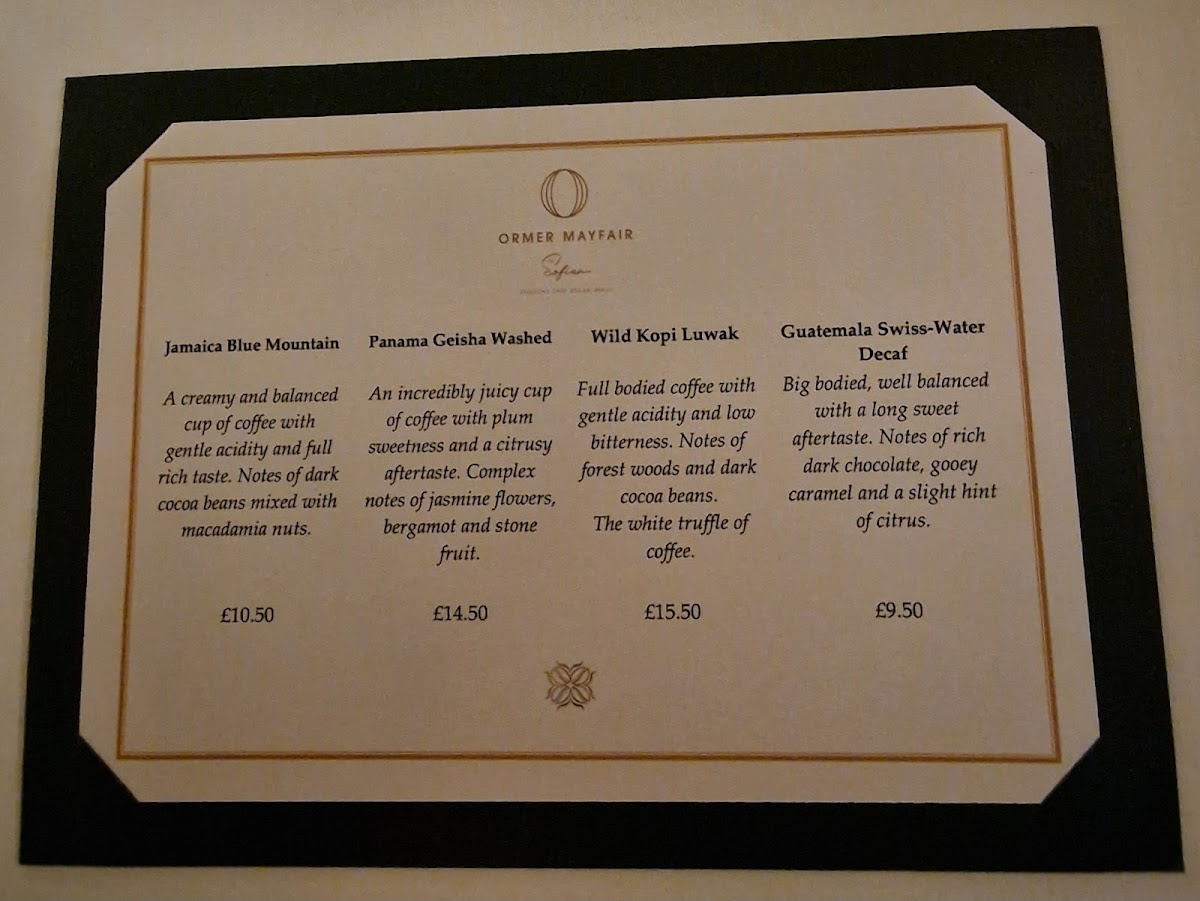 ORMER MAYFAIR
Sofian
Jamaica Blue Mountain
A creamy and balanced
cup of coffee with
gentle acidity and full
rich taste. Notes of dark
cocoa beans mixed with
macadamia nuts.
£10.50
Panama Geisha Washed
An incredibly juicy cup
of coffee with plum
sweetness and a citrusy
aftertaste. Complex
notes of jasmine flowers,
bergamot and stone
fruit.
£14.50
Wild Kopi Luwak
Full bodied coffee with
gentle acidity and low
bitterness. Notes of
forest woods and dark
cocoa beans.
The white truffle of
coffee.
£15.50
Guatemala Swiss-Water
Decaf
Big bodied, well balanced
with a long sweet
aftertaste. Notes of rich
dark chocolate, gooey
caramel and a slight hint
of citrus.
£9.50